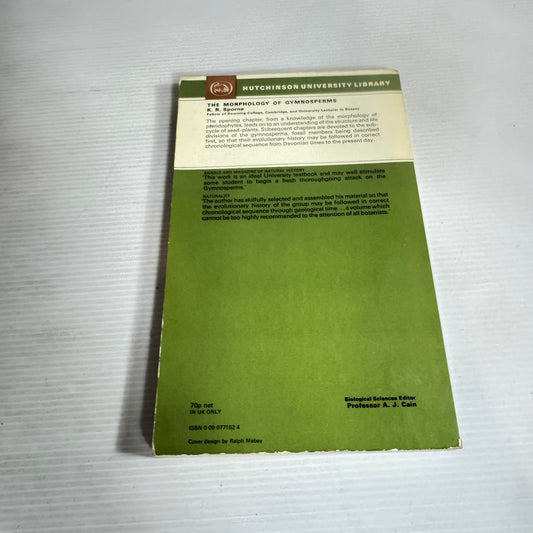 HUTCHINSON UNIVERSITY LIBRARY
THE MORPHOLOGY OF GYMNOSPERMS
K. R. Sporne
Fellow of Downing College, Cambridge, and University Lecturer in Botany
The opening chapter, from a knowledge of the morphology of
pteridophytes, leads on to an understanding of the structure and life
cycle of seed-plants. Subsequent chapters are devoted to the sub-
divisions of the gymnosperms, fossil members being described
first, so that their evolutionary history may be followed in correct
chronological sequence from Devonian times to the present day.
ANNALS AND MAGAZINE OF NATURAL HISTORY
'This work is an ideal University textbook and may well stimulate
some student to begin a fresh thoroughgoing attack on the
Gymnosperms.'
NATURALIST
'The author has skilfully selected and assembled his material so that
the evolutionary history of the group may be followed in correct
chronological sequence through geological time. . . a volume which
cannot be too highly recommended to the attention of all botanists.'
70p net
IN UK ONLY
Biological Sciences Editor
Professor A. J. Cain
ISBN 0 09 077152 4
Cover design by Ralph Mabey